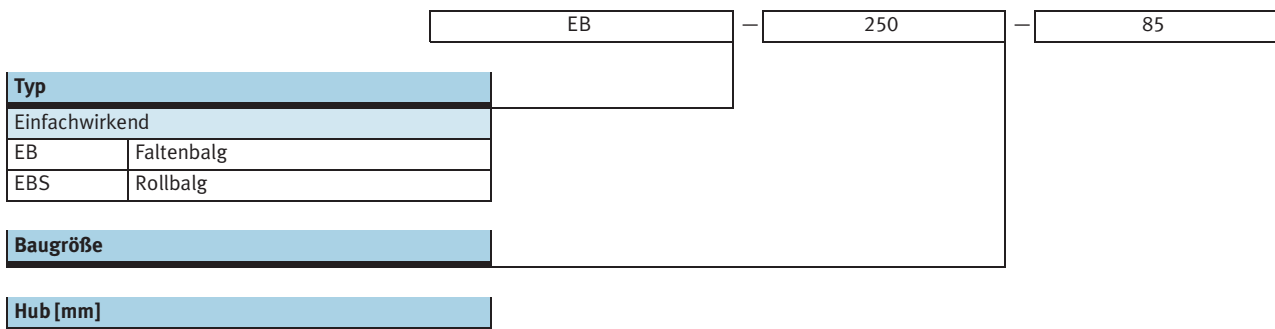 EB — 250 — 85
Typ
Einfachwirkend
EB Faltenbalg
EBS Rollbalg
Baugröße
Hub [mm]